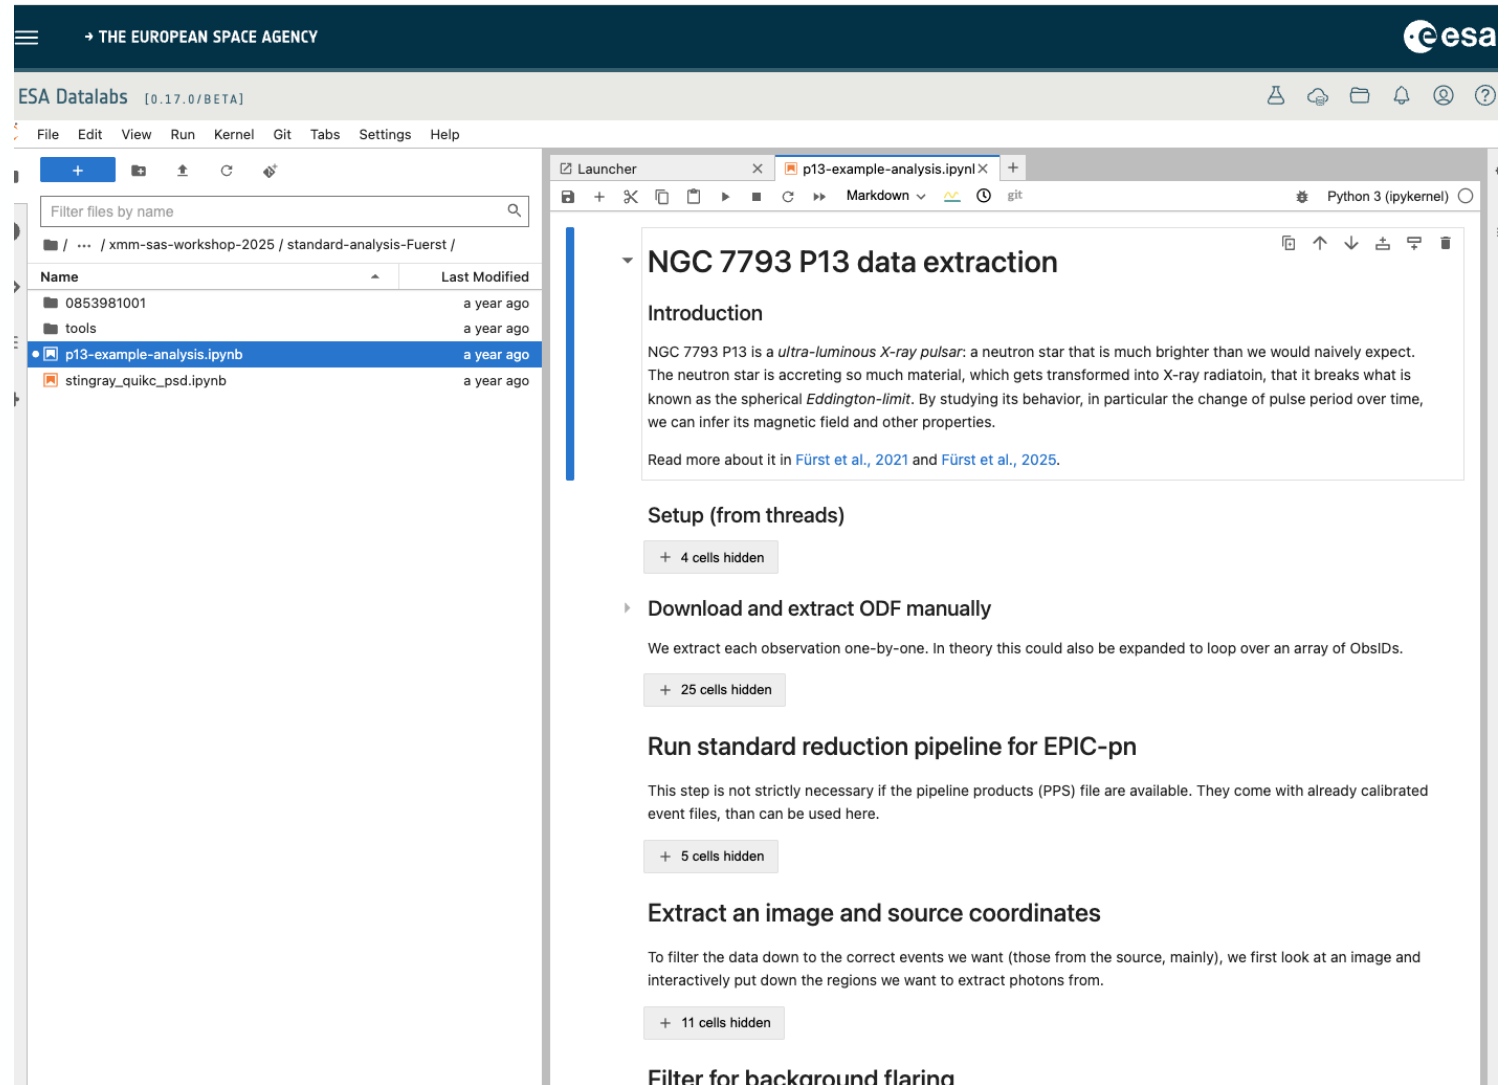 → THE EUROPEAN SPACE AGENCY
esa
ESA Datalabs [0.17.0/BETA]
File Edit View Run Kernel Git Tabs Settings Help
Launcher
p13-example-analysis.ipynl
Filter files by name
Markdown
git
Python 3 (ipykernel)
/ ··· / xmm-sas-workshop-2025 / standard-analysis-Fuerst /
Name Last Modified
0853981001 a year ago
tools a year ago
p13-example-analysis.ipynb a year ago
stingray_quikc_psd.ipynb a year ago
NGC 7793 P13 data extraction
Introduction
NGC 7793 P13 is a ultra-luminous X-ray pulsar: a neutron star that is much brighter than we would naively expect.
The neutron star is accreting so much material, which gets transformed into X-ray radiatoin, that it breaks what is
known as the spherical Eddington-limit. By studying its behavior, in particular the change of pulse period over time,
we can infer its magnetic field and other properties.
Read more about it in Fürst et al., 2021 and Fürst et al., 2025.
Setup (from threads)
+ 4 cells hidden
Download and extract ODF manually
We extract each observation one-by-one. In theory this could also be expanded to loop over an array of ObsIDs.
+ 25 cells hidden
Run standard reduction pipeline for EPIC-pn
This step is not strictly necessary if the pipeline products (PPS) file are available. They come with already calibrated
event files, than can be used here.
+ 5 cells hidden
Extract an image and source coordinates
To filter the data down to the correct events we want (those from the source, mainly), we first look at an image and
interactively put down the regions we want to extract photons from.
+ 11 cells hidden
Filter for background flaring